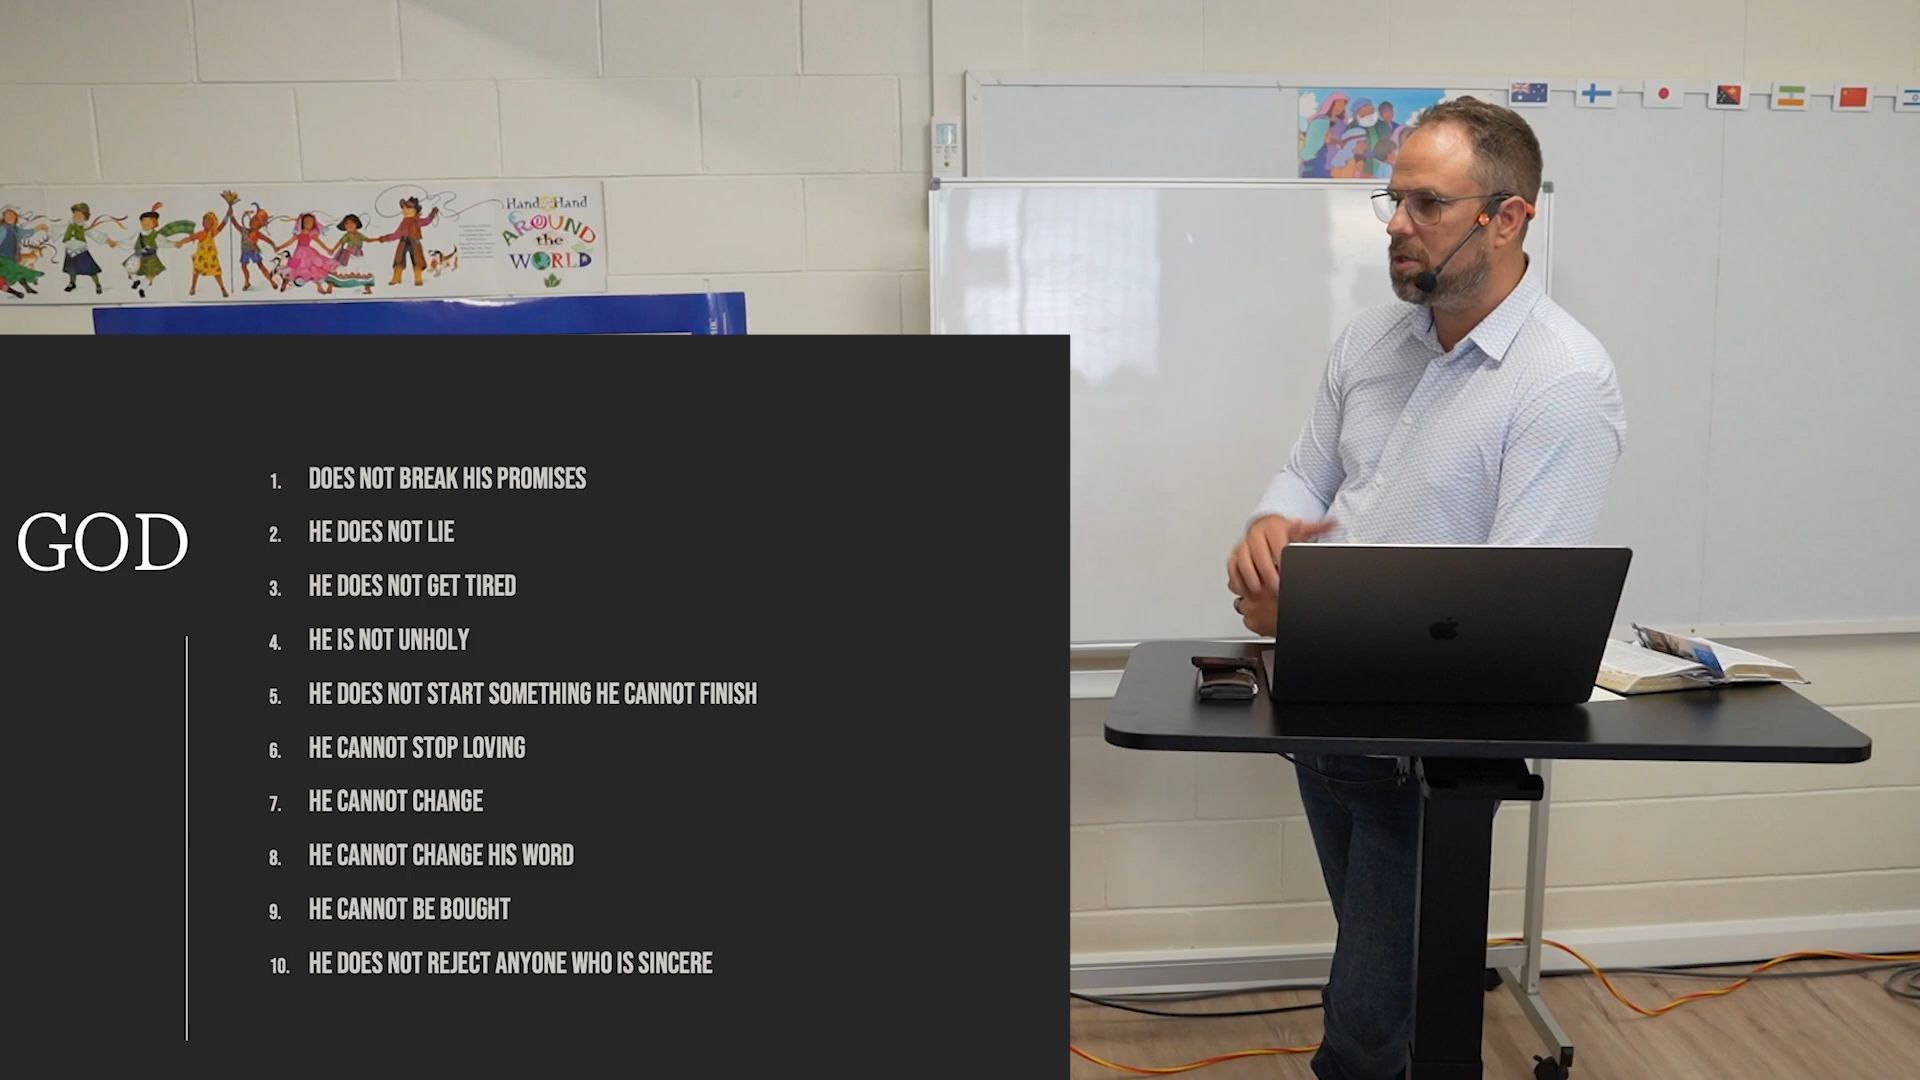 Hand in Hand
AROUND
the
WORLD
GOD
1. DOES NOT BREAK HIS PROMISES
2. HE DOES NOT LIE
3. HE DOES NOT GET TIRED
4. HE IS NOT UNHOLY
5. HE DOES NOT START SOMETHING HE CANNOT FINISH
6. HE CANNOT STOP LOVING
7. HE CANNOT CHANGE
8. HE CANNOT CHANGE HIS WORD
9. HE CANNOT BE BOUGHT
10. HE DOES NOT REJECT ANYONE WHO IS SINCERE